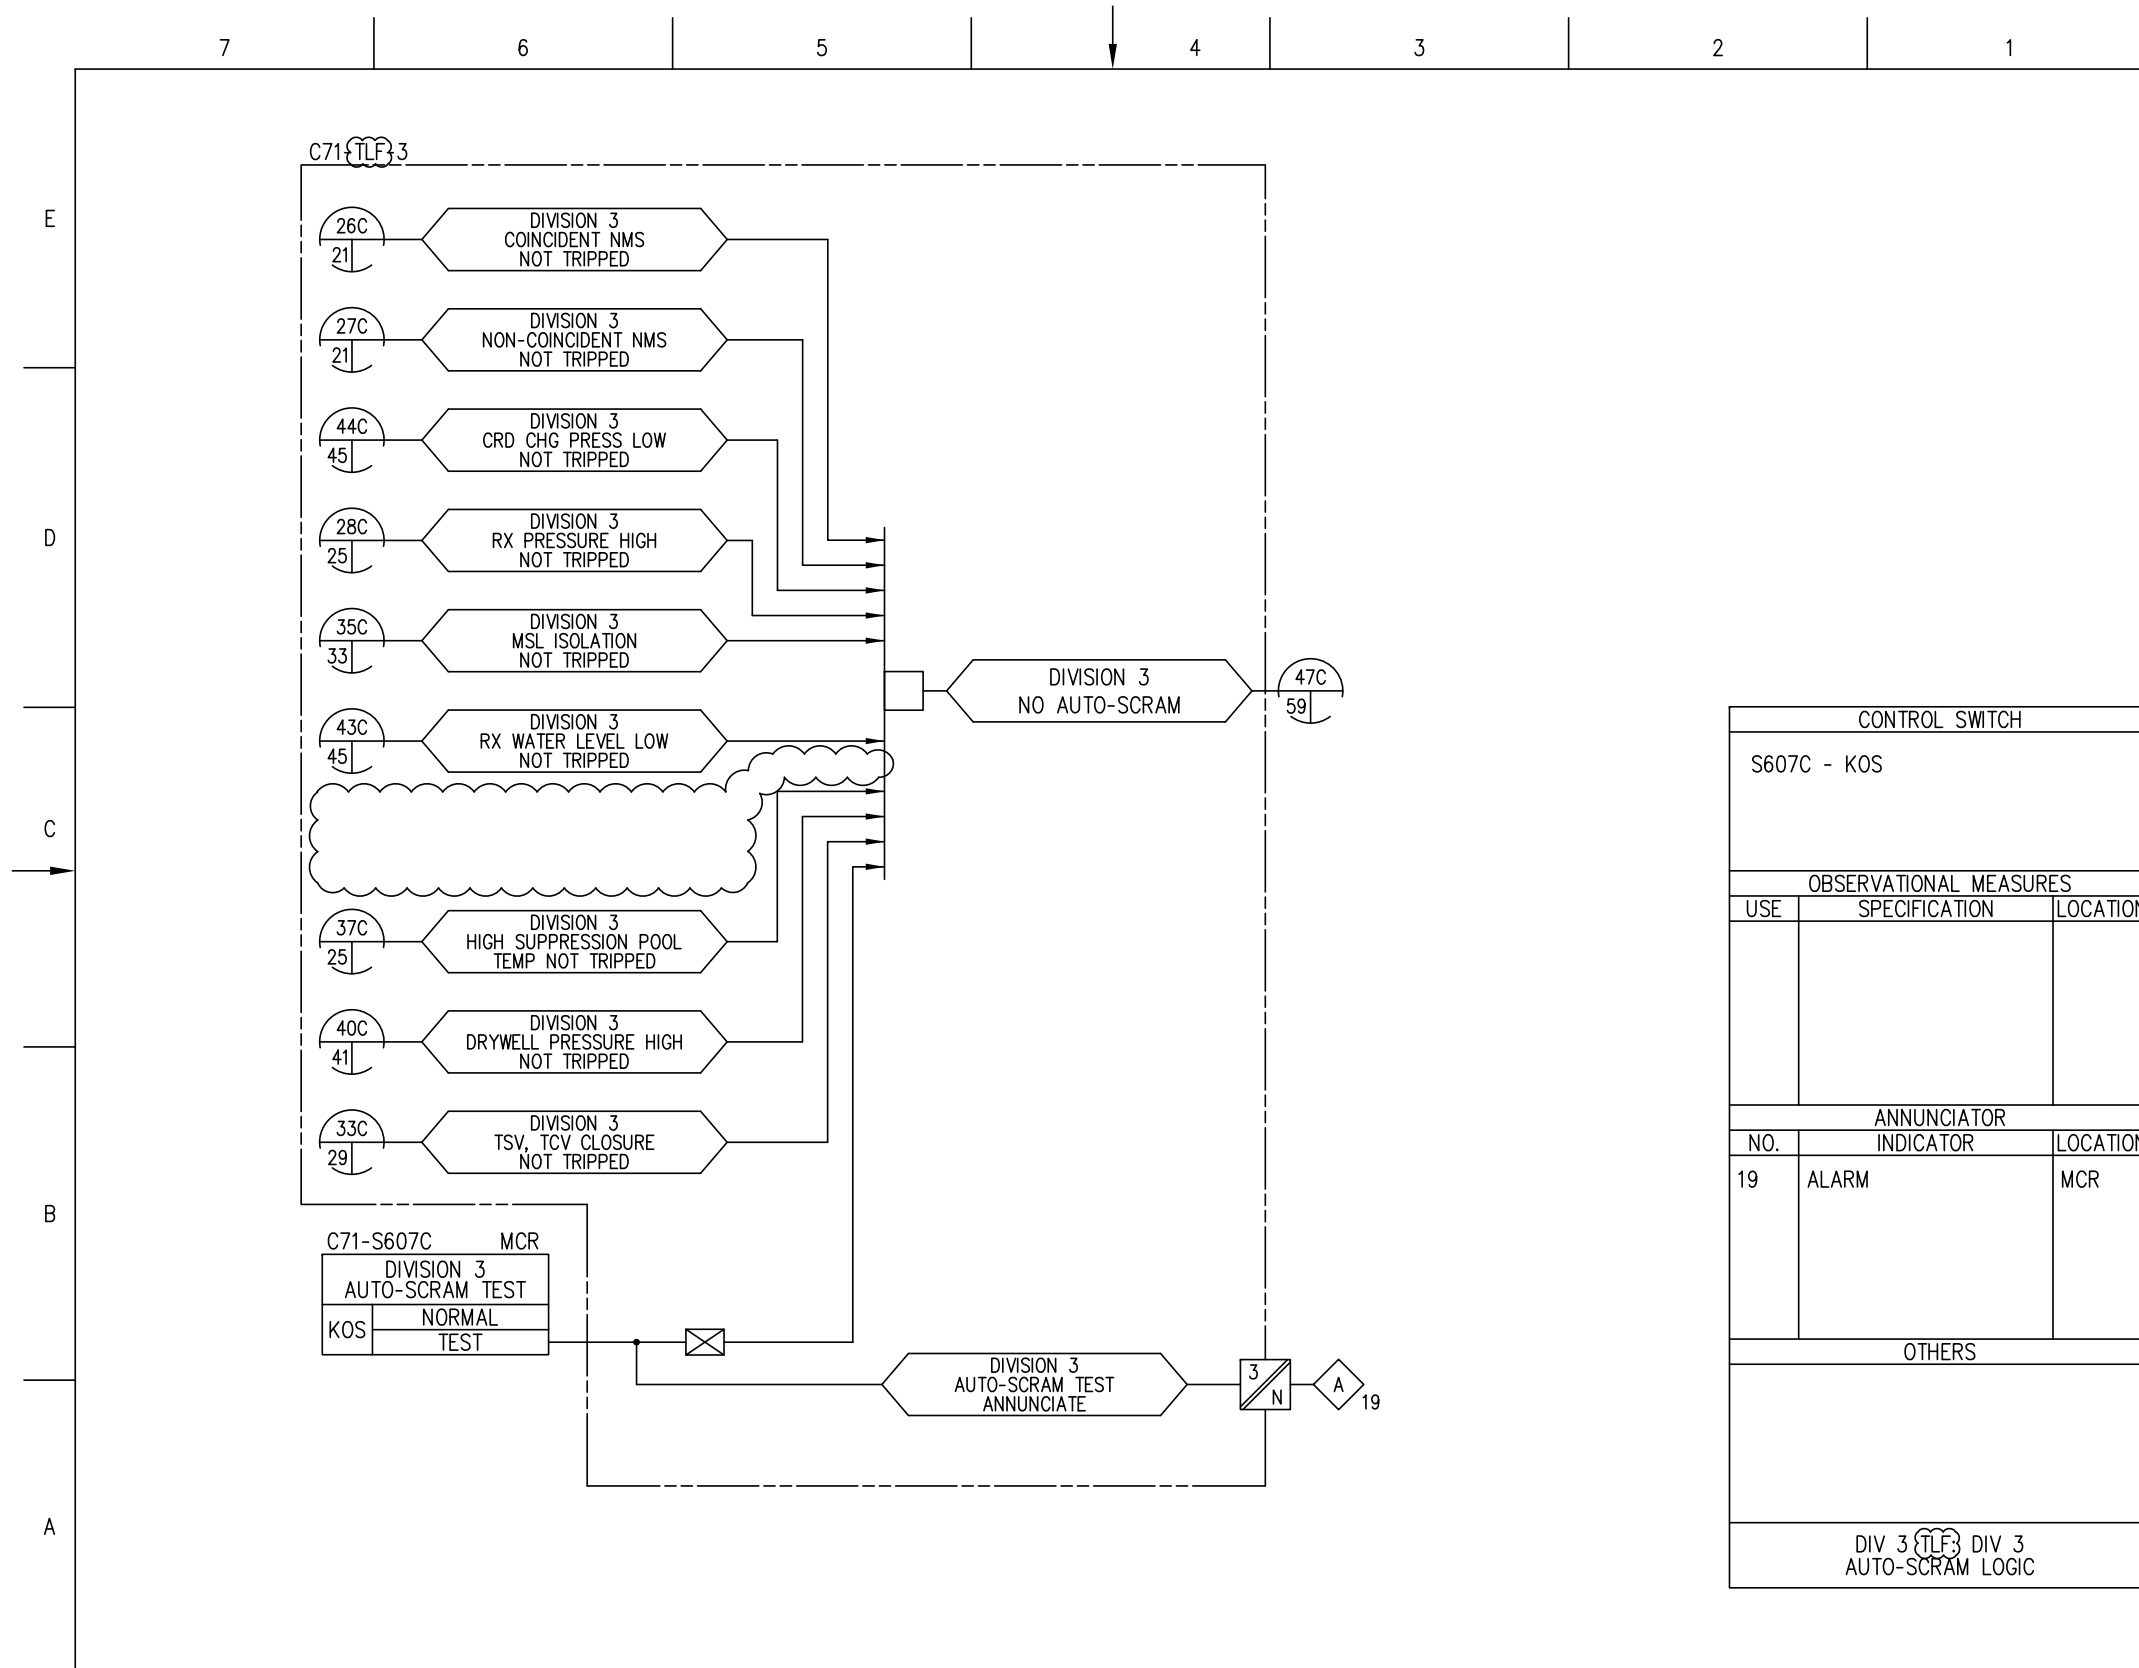 7
6
5
4
3
2
1
E
D
C
B
A
C71-TLF-3
26C
21
DIVISION 3
COINCIDENT NMS
NOT TRIPPED
27C
21
DIVISION 3
NON-COINCIDENT NMS
NOT TRIPPED
44C
45
DIVISION 3
CRD CHG PRESS LOW
NOT TRIPPED
28C
25
DIVISION 3
RX PRESSURE HIGH
NOT TRIPPED
35C
33
DIVISION 3
MSL ISOLATION
NOT TRIPPED
43C
45
DIVISION 3
RX WATER LEVEL LOW
NOT TRIPPED
37C
25
DIVISION 3
HIGH SUPPRESSION POOL
TEMP NOT TRIPPED
40C
41
DIVISION 3
DRYWELL PRESSURE HIGH
NOT TRIPPED
33C
29
DIVISION 3
TSV, TCV CLOSURE
NOT TRIPPED
DIVISION 3
NO AUTO-SCRAM
47C
59
C71-S607C MCR
DIVISION 3
AUTO-SCRAM TEST
KOS
NORMAL
TEST
DIVISION 3
AUTO-SCRAM TEST
ANNUNCIATE
3
N
A
19
CONTROL SWITCH
S607C - KOS
OBSERVATIONAL MEASURES
USE SPECIFICATION LOCATION
ANNUNCIATOR
NO. INDICATOR LOCATION
19 ALARM MCR
OTHERS
DIV 3 TLF: DIV 3
AUTO-SCRAM LOGIC